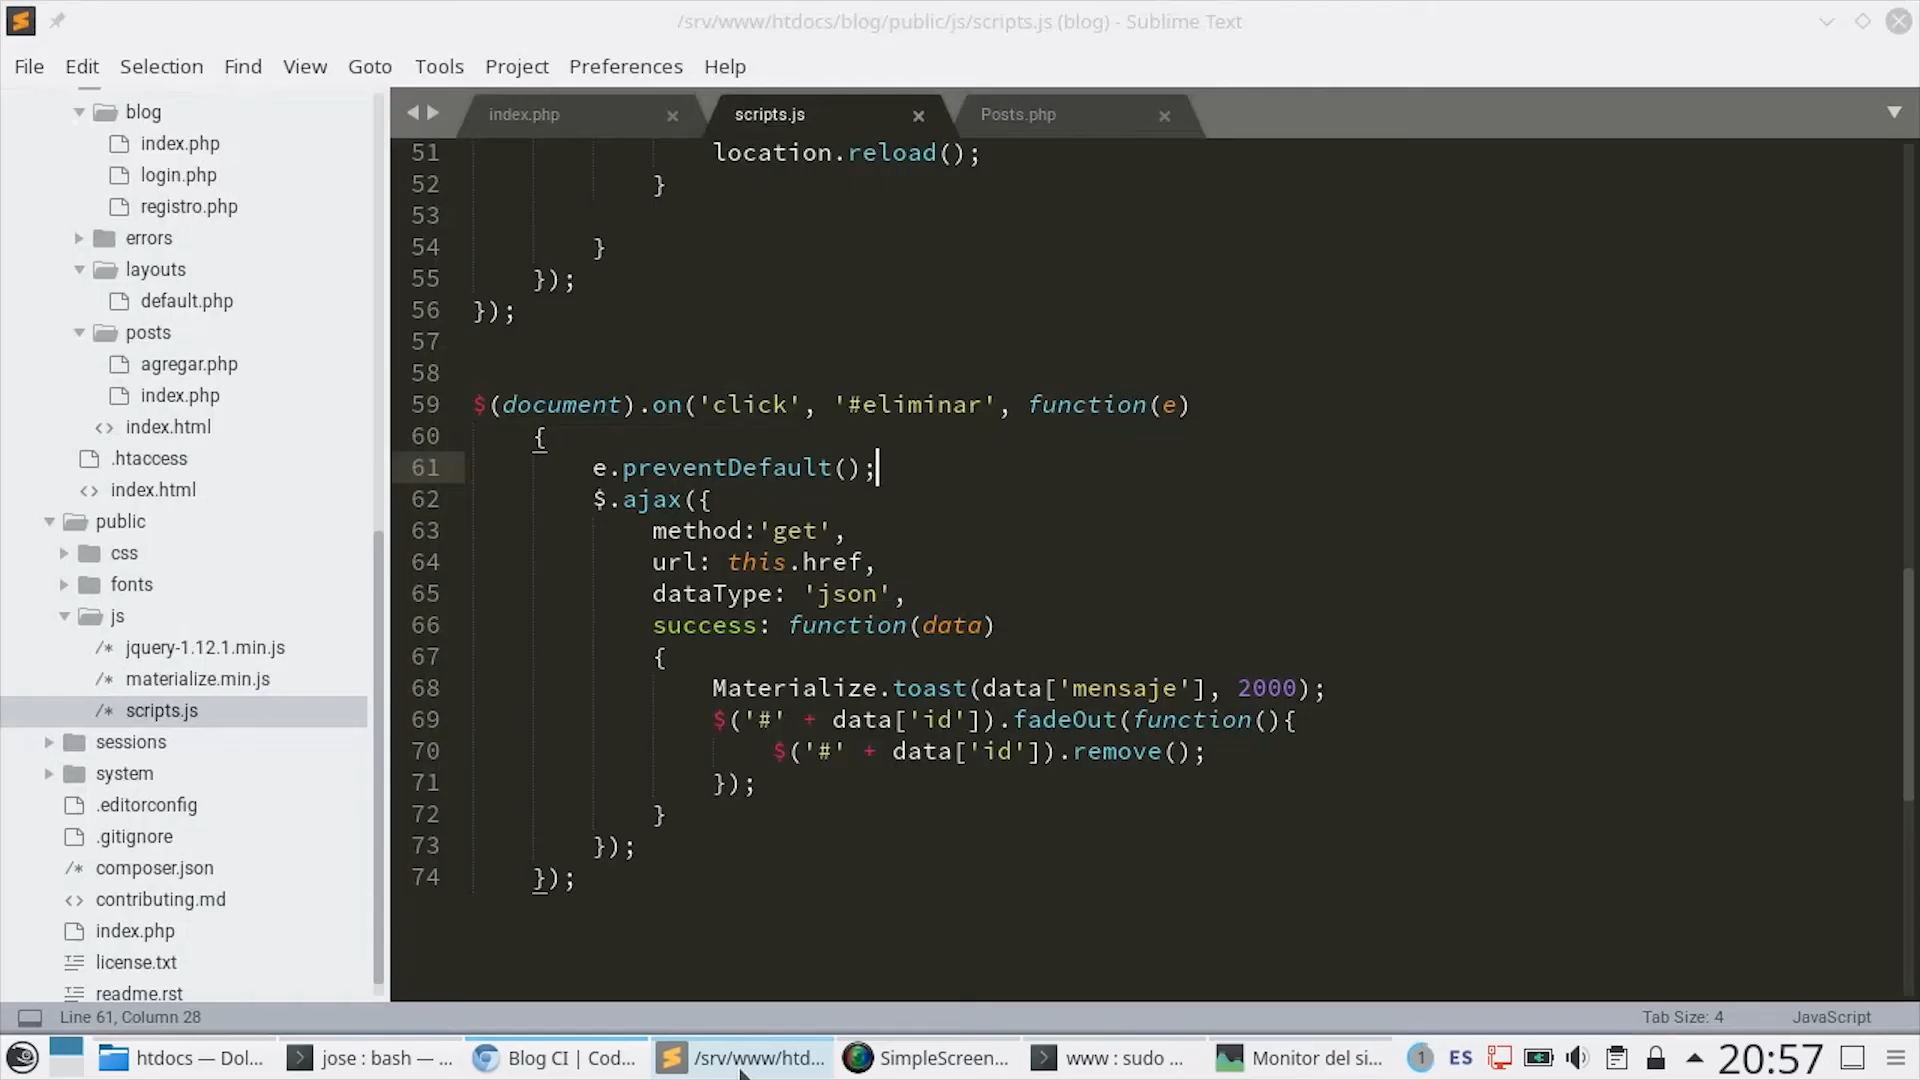 /srv/www/htdocs/blog/public/js/scripts.js (blog) - Sublime Text
File Edit Selection Find View Goto Tools Project Preferences Help
blog
index.php
login.php
registro.php
errors
layouts
default.php
posts
agregar.php
index.php
<> index.html
.htaccess
<> index.html
public
css
fonts
js
/* jquery-1.12.1.min.js
/* materialize.min.js
/* scripts.js
sessions
system
.editorconfig
.gitignore
/* composer.json
<> contributing.md
index.php
license.txt
readme.rst
index.php scripts.js Posts.php
51 location.reload();
52 }
53
54 }
55 });
56 });
57
58
59 $(document).on('click', '#eliminar', function(e)
60 {
61 e.preventDefault();
62 $.ajax({
63 method:'get',
64 url: this.href,
65 dataType: 'json',
66 success: function(data)
67 {
68 Materialize.toast(data['mensaje'], 2000);
69 $('#' + data['id']).fadeOut(function(){
70 $('#' + data['id']).remove();
71 });
72 }
73 });
74 });
Line 61, Column 28 Tab Size: 4 JavaScript
htdocs — Dol... jose : bash — ... Blog CI | Cod... /srv/www/htd... SimpleScreen... www : sudo ... Monitor del si... 1 ES 20:57